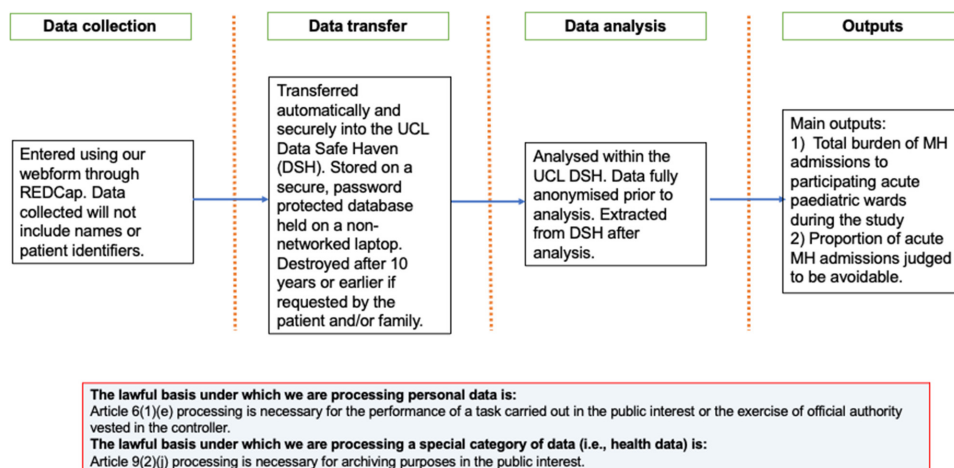 Data collection
Data transfer
Data analysis
Outputs
Entered using our
webform through
REDCap. Data
collected will not
include names or
patient identifiers.
Transferred
automatically and
securely into the UCL
Data Safe Haven
(DSH). Stored on a
secure, password
protected database
held on a non-
networked laptop.
Destroyed after 10
years or earlier if
requested by the
patient and/or family.
Analysed within the
UCL DSH. Data fully
anonymised prior to
analysis. Extracted
from DSH after
analysis.
Main outputs:
1) Total burden of MH
admissions to
participating acute
paediatric wards
during the study
2) Proportion of acute
MH admissions judged
to be avoidable.
The lawful basis under which we are processing personal data is:
Article 6(1)(e) processing is necessary for the performance of a task carried out in the public interest or the exercise of official authority
vested in the controller.
The lawful basis under which we are processing a special category of data (i.e., health data) is:
Article 9(2)(j) processing is necessary for archiving purposes in the public interest.